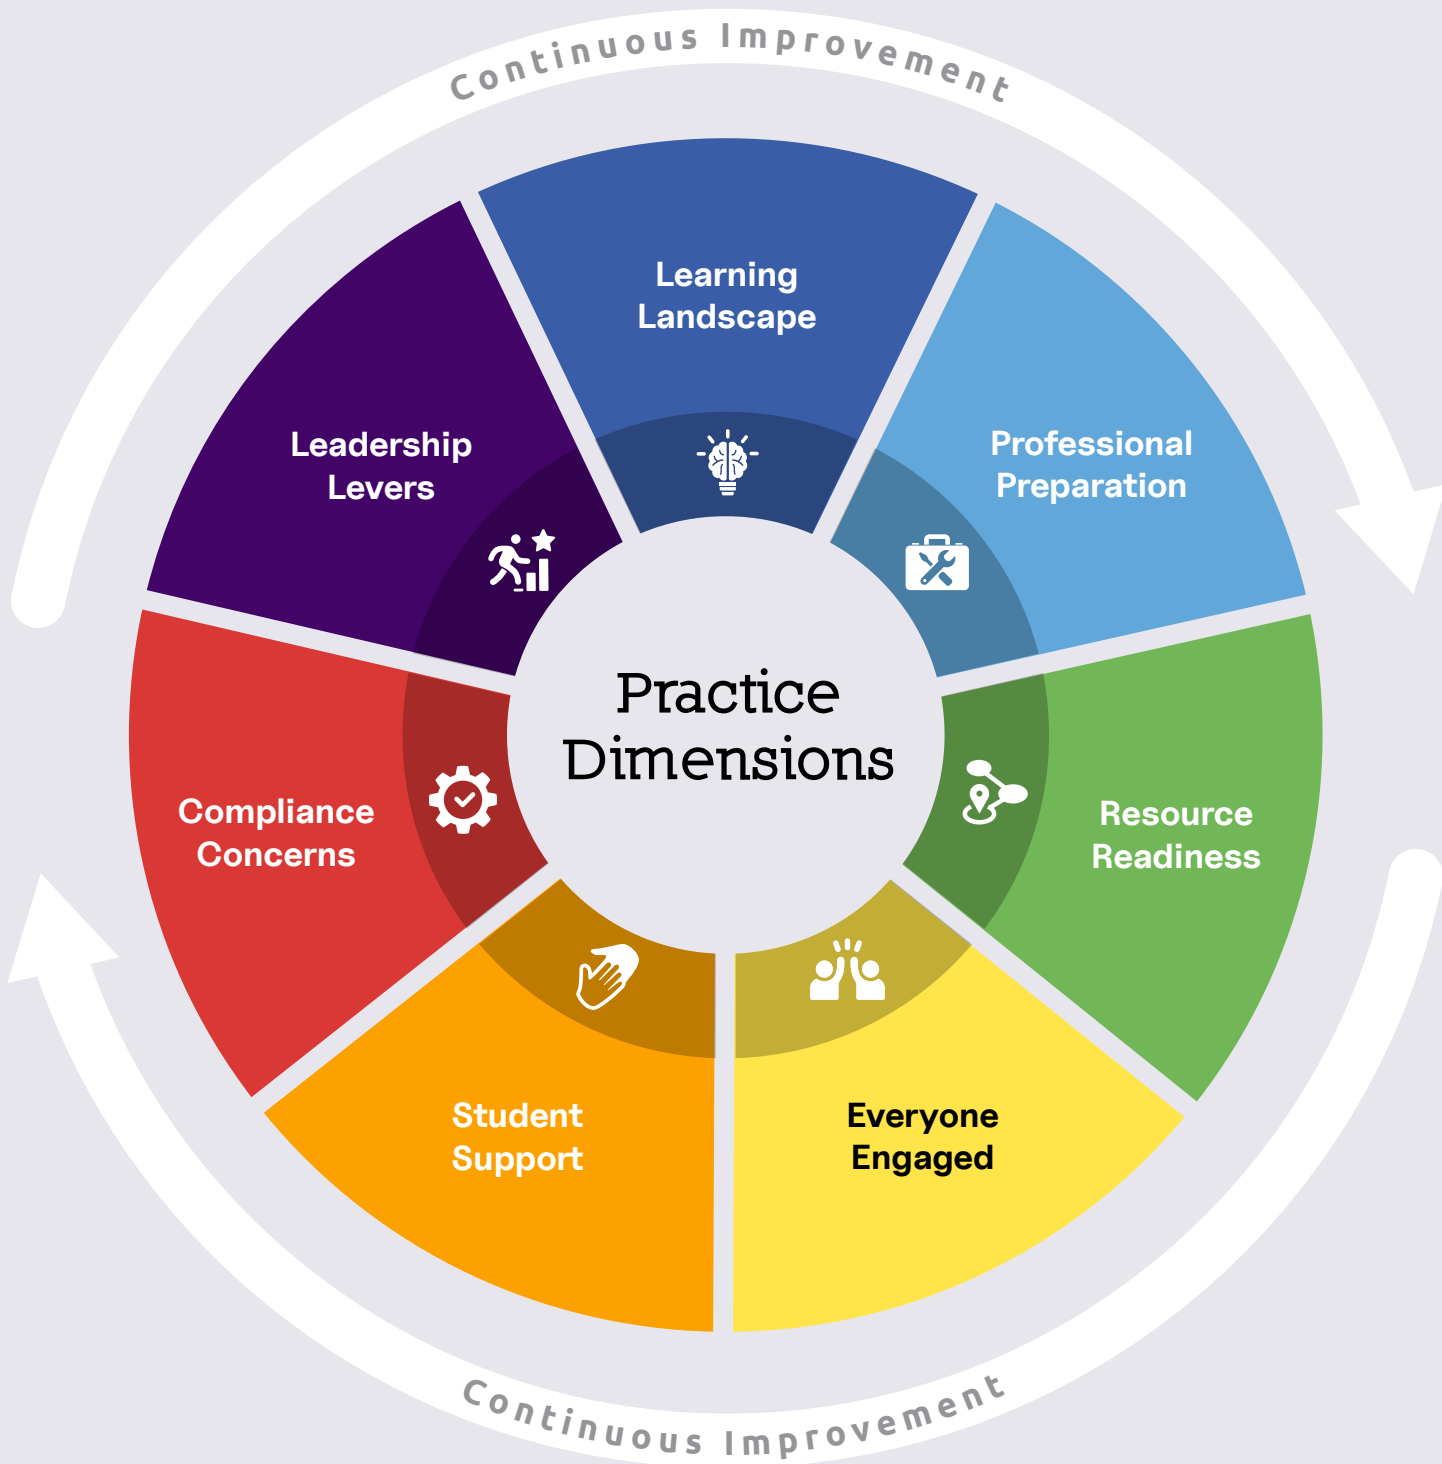 Continuous Improvement
Learning
Landscape
Professional
Preparation
Resource
Readiness
Everyone
Engaged
Student
Support
Compliance
Concerns
Leadership
Levers
Practice
Dimensions
Continuous Improvement